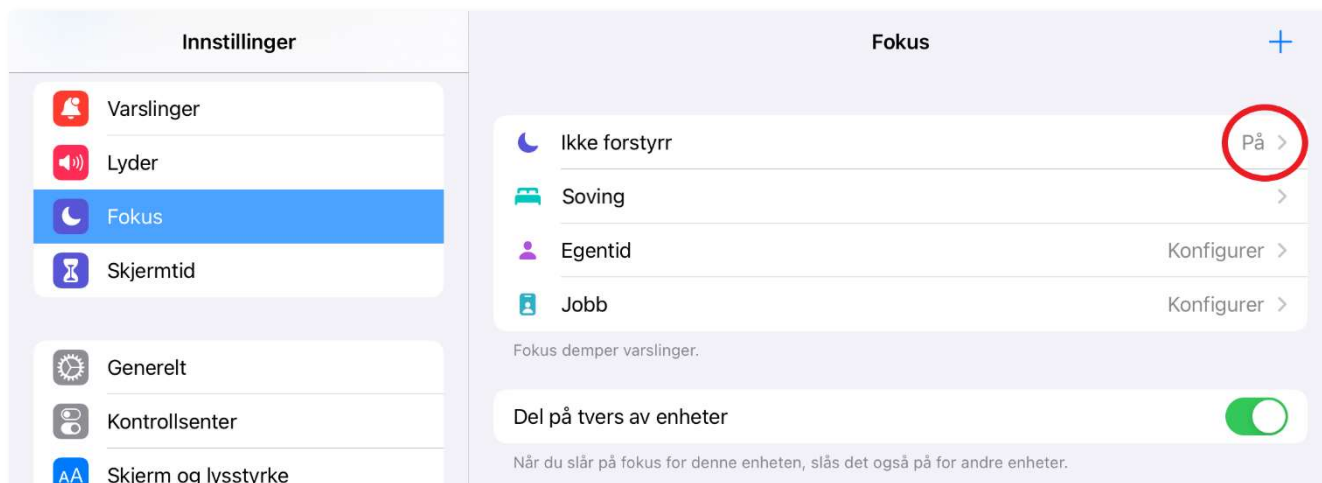 Innstillinger
Varslinger
Lyder
Fokus
Skjermtid
Generelt
Kontrollsenter
AA Skjerm og lysstyrke
Fokus
Ikke forstyrr På
Soving
Egentid Konfigurer
Jobb Konfigurer
Fokus demper varslinger.
Del på tvers av enheter
Når du slår på fokus for denne enheten, slås det også på for andre enheter.